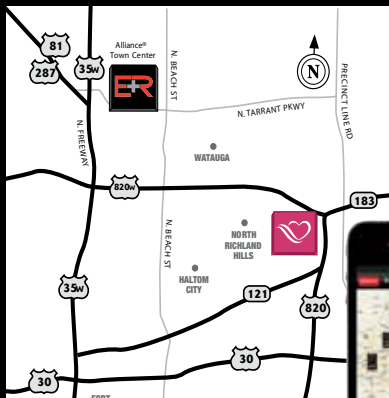 81
287
35W
Alliance®
Town Center
E+R
N. BEACH ST
N
PRECINCT LINE RD
N. TARRANT PKWY
N. FREEWAY
WATAUGA
820W
183
N. BEACH ST
NORTH
RICHLAND
HILLS
HALTOM
CITY
35W
121
820
30
30